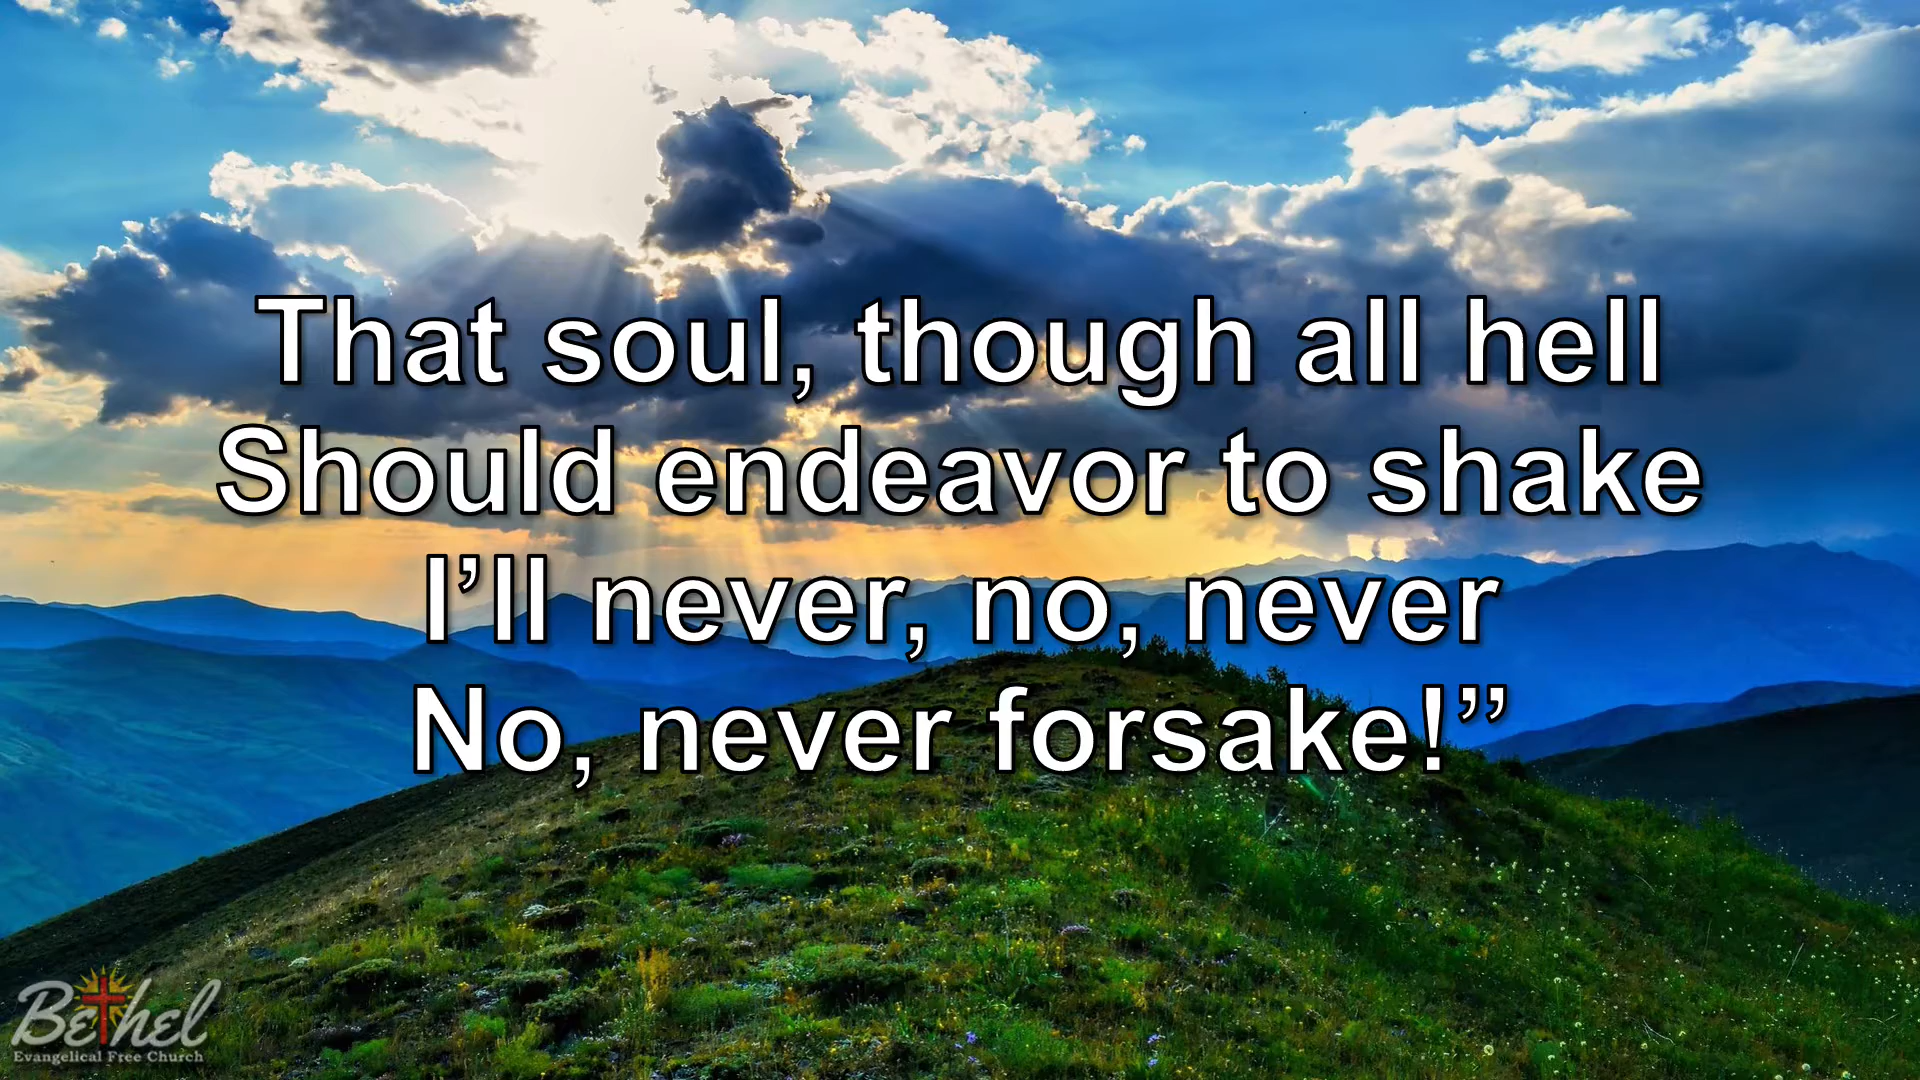 That soul, though all hell
Should endeavor to shake
I’ll never, no, never
No, never forsake!”
Bethel
Evangelical Free Church